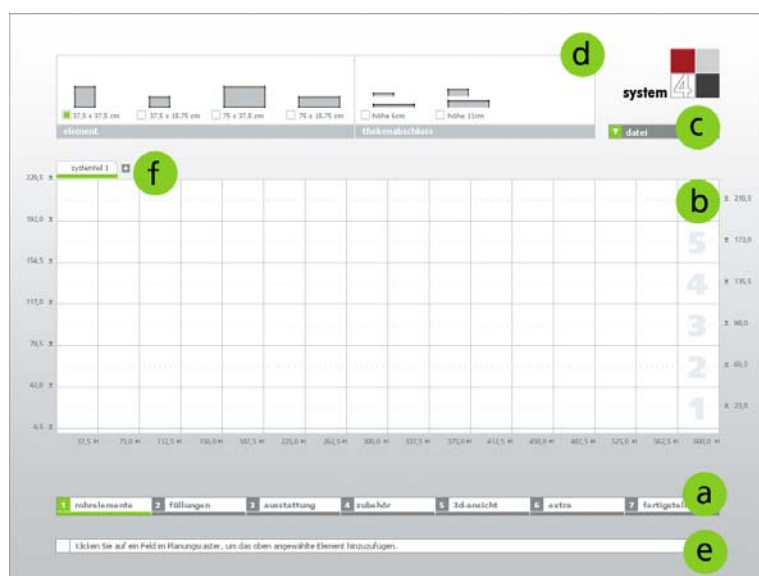 d
system 4
37,5 x 37,5 cm 37,5 x 18,75 cm 75 x 37,5 cm 75 x 18,75 cm höhe 6cm höhe 11cm
element thekenabschluss
datei c
systemteil 1 f
229,5
b
210,5
192,0
5 173,0
154,5
4 135,5
117,0
3 98,0
79,5
2 60,5
42,0
1 23,0
4,5
37,5 75,0 112,5 150,0 187,5 225,0 262,5 300,0 337,5 375,0 412,5 450,0 487,5 525,0 562,5 600,0
a
1 rohrelemente 2 füllungen 3 ausstattung 4 zubehör 5 3d-ansicht 6 extra 7
Klicken Sie auf ein Feld im Planungsraster, um das oben angewählte Element hinzuzufügen. e